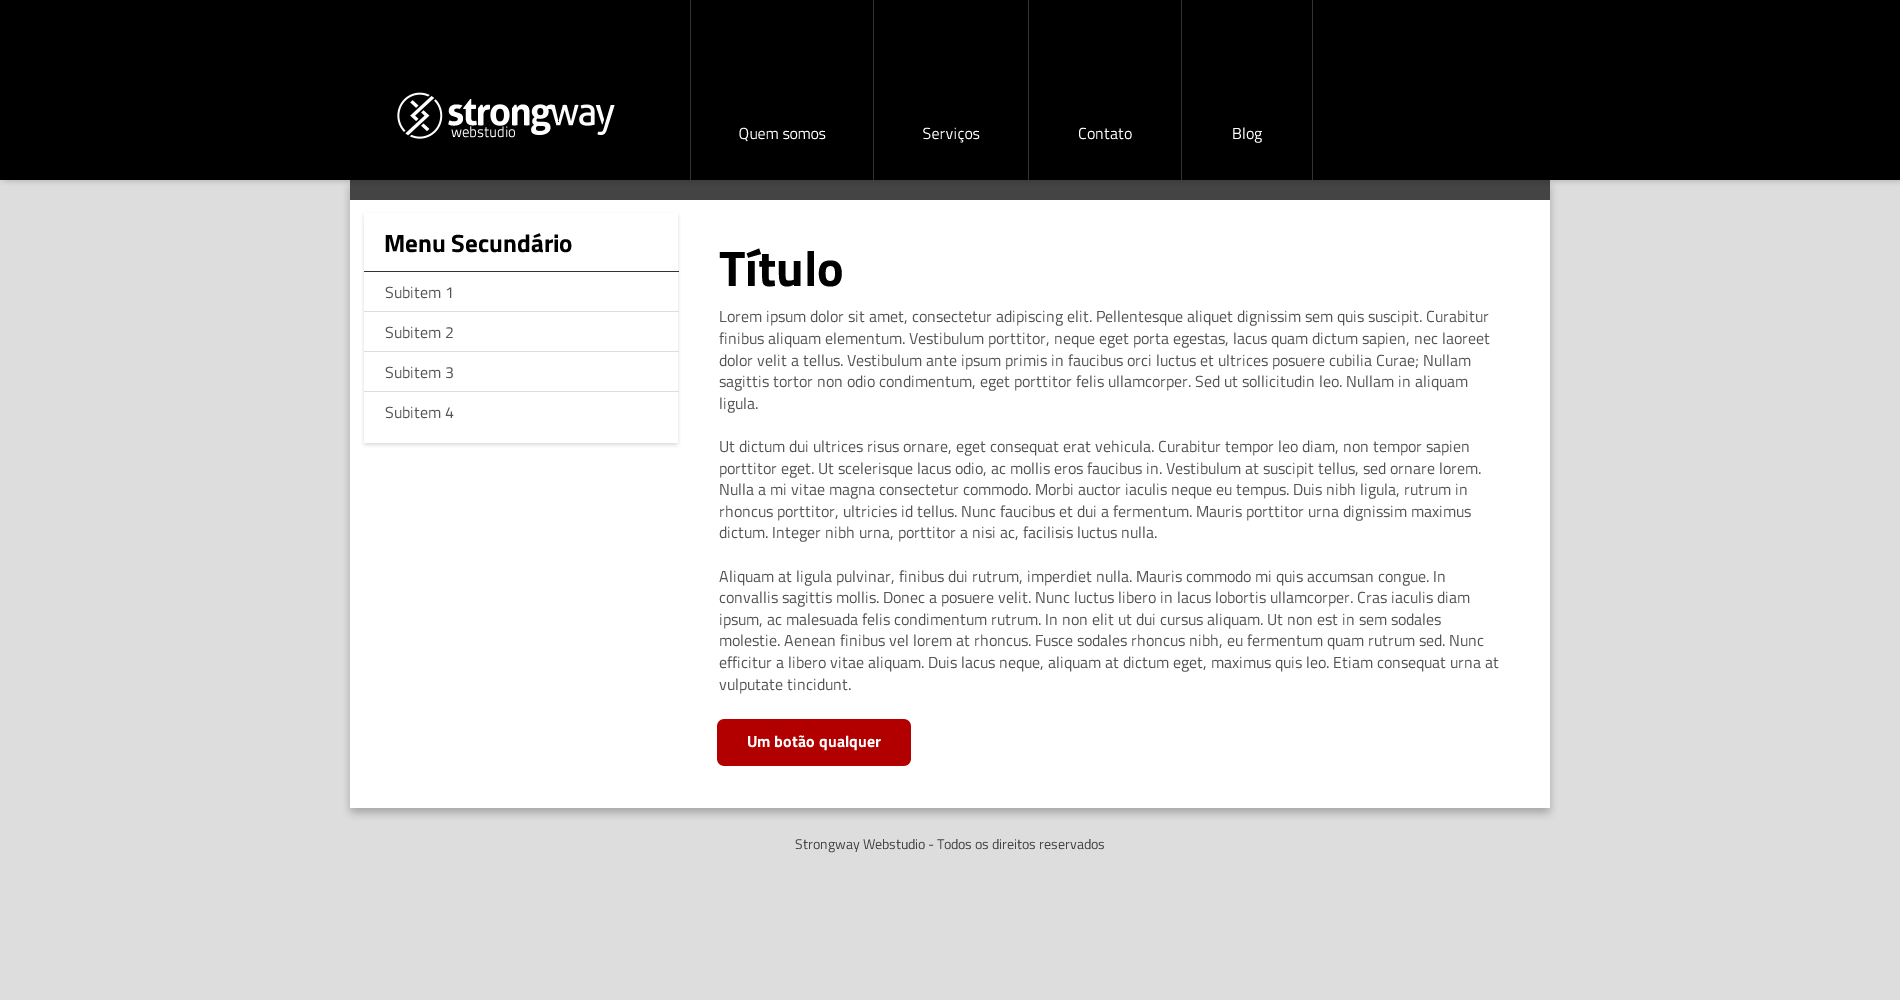 strongway
webstudio
Quem somos
Serviços
Contato
Blog
Menu Secundário
Subitem 1
Subitem 2
Subitem 3
Subitem 4
Título
Lorem ipsum dolor sit amet, consectetur adipiscing elit. Pellentesque aliquet dignissim sem quis suscipit. Curabitur
finibus aliquam elementum. Vestibulum porttitor, neque eget porta egestas, lacus quam dictum sapien, nec laoreet
dolor velit a tellus. Vestibulum ante ipsum primis in faucibus orci luctus et ultrices posuere cubilia Curae; Nullam
sagittis tortor non odio condimentum, eget porttitor felis ullamcorper. Sed ut sollicitudin leo. Nullam in aliquam
ligula.
Ut dictum dui ultrices risus ornare, eget consequat erat vehicula. Curabitur tempor leo diam, non tempor sapien
porttitor eget. Ut scelerisque lacus odio, ac mollis eros faucibus in. Vestibulum at suscipit tellus, sed ornare lorem.
Nulla a mi vitae magna consectetur commodo. Morbi auctor iaculis neque eu tempus. Duis nibh ligula, rutrum in
rhoncus porttitor, ultricies id tellus. Nunc faucibus et dui a fermentum. Mauris porttitor urna dignissim maximus
dictum. Integer nibh urna, porttitor a nisi ac, facilisis luctus nulla.
Aliquam at ligula pulvinar, finibus dui rutrum, imperdiet nulla. Mauris commodo mi quis accumsan congue. In
convallis sagittis mollis. Donec a posuere velit. Nunc luctus libero in lacus lobortis ullamcorper. Cras iaculis diam
ipsum, ac malesuada felis condimentum rutrum. In non elit ut dui cursus aliquam. Ut non est in sem sodales
molestie. Aenean finibus vel lorem at rhoncus. Fusce sodales rhoncus nibh, eu fermentum quam rutrum sed. Nunc
efficitur a libero vitae aliquam. Duis lacus neque, aliquam at dictum eget, maximus quis leo. Etiam consequat urna at
vulputate tincidunt.
Um botão qualquer
Strongway Webstudio - Todos os direitos reservados